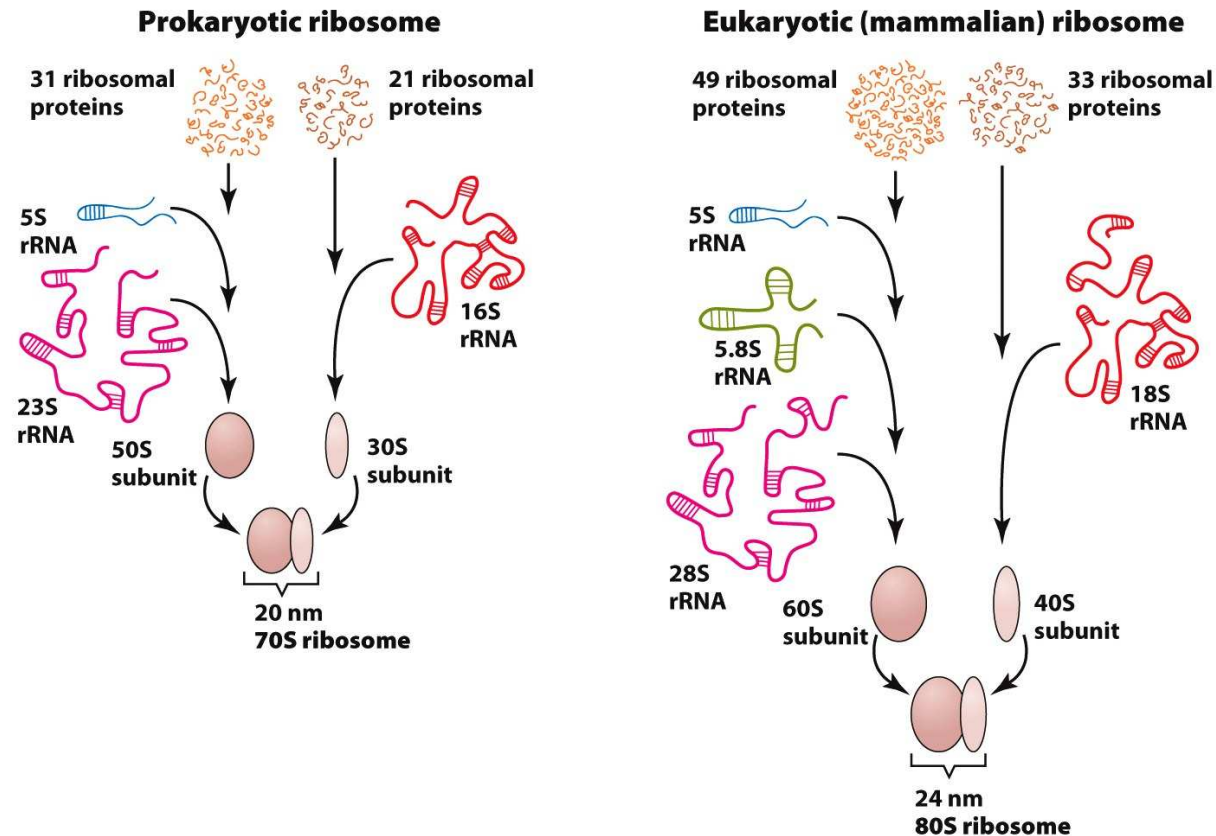 Prokaryotic ribosome
31 ribosomal
proteins
21 ribosomal
proteins
5S
rRNA
16S
rRNA
23S
rRNA
50S
subunit
30S
subunit
20 nm
70S ribosome
Eukaryotic (mammalian) ribosome
49 ribosomal
proteins
33 ribosomal
proteins
5S
rRNA
5.8S
rRNA
18S
rRNA
28S
rRNA
60S
subunit
40S
subunit
24 nm
80S ribosome